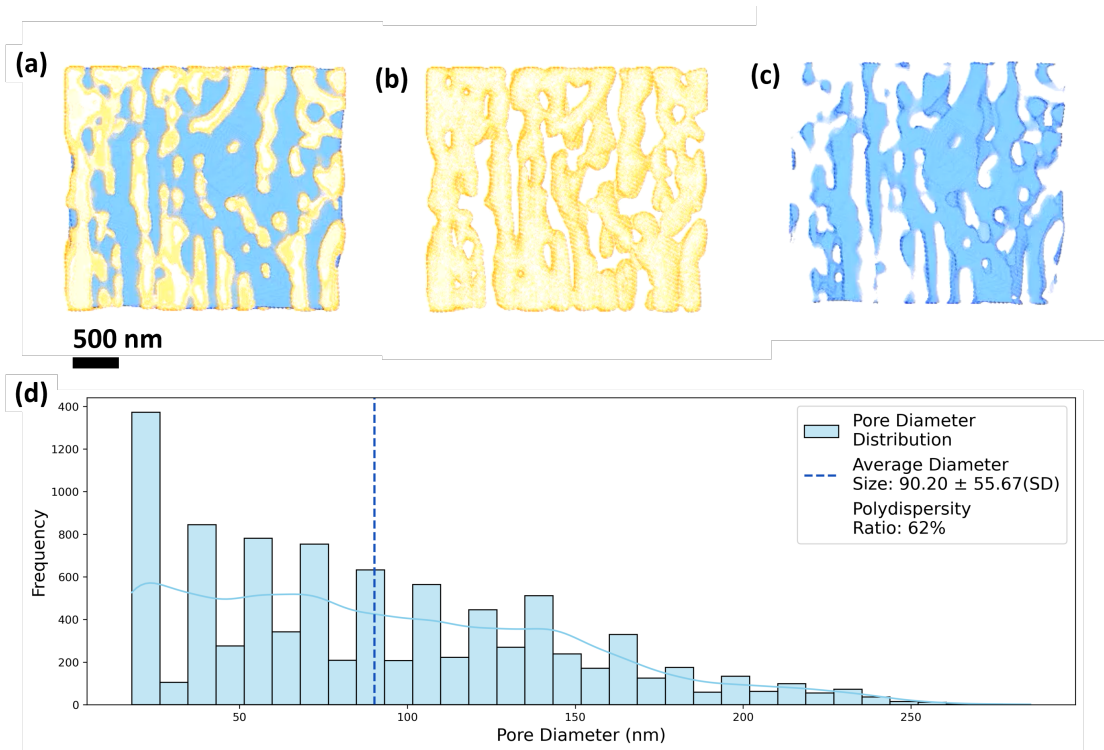 (a)
(b)
(c)
500 nm
(d)
400
1200
1000
800
600
400
200
0
Frequency
Pore Diameter
Distribution
Average Diameter
Size: 90.20 ± 55.67(SD)
Polydispersity
Ratio: 62%
50
100
150
200
250
Pore Diameter (nm)